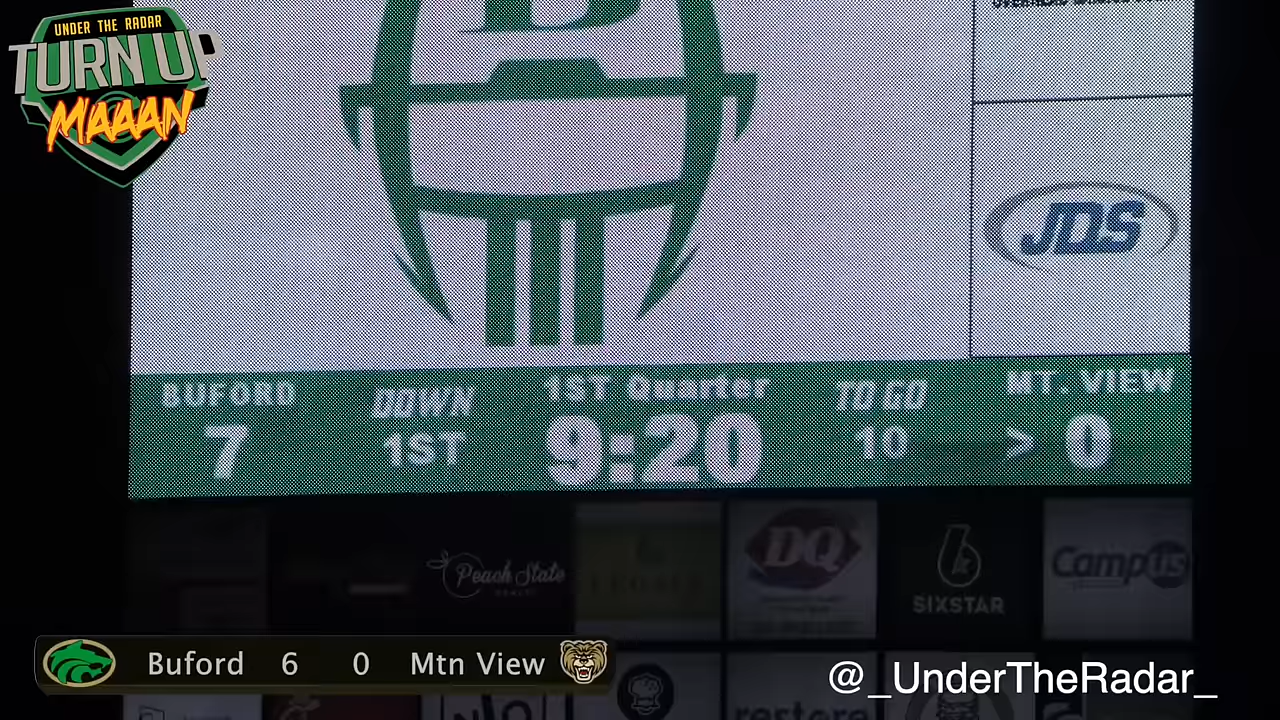 UNDER THE RADAR
TURN UP
MAAAN
JDS
BUFORD
7
DOWN
1ST
1ST Quarter
9:20
TO GO
10
MT. VIEW
> 0
Peach State
DQ
SIXSTAR
Campus
Buford 6 0 Mtn View
@_UnderTheRadar_
restore